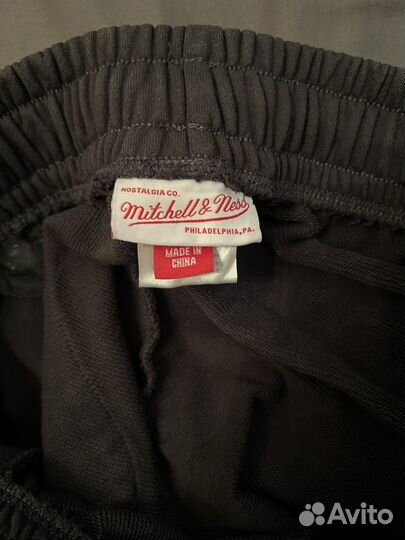 NOSTALGIA CO.
Mitchell & Ness
PHILADELPHIA, PA.
MADE IN
CHINA
Avito